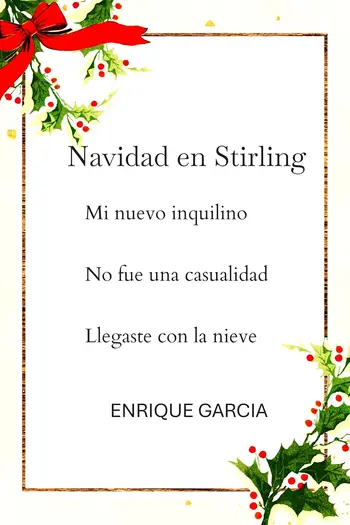 Navidad en Stirling
Mi nuevo inquilino
No fue una casualidad
Llegaste con la nieve
ENRIQUE GARCIA